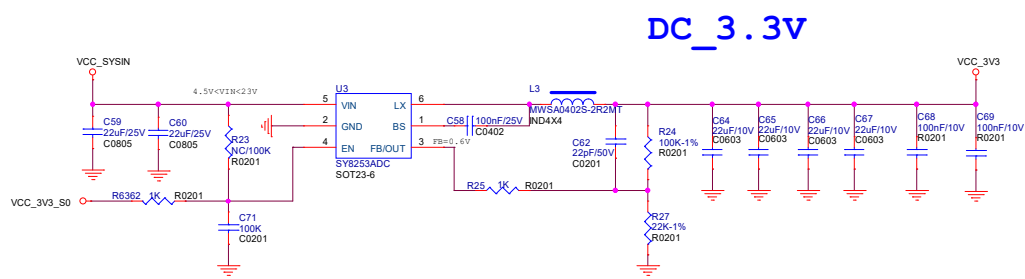 DC_3.3V
VCC_SYSIN
VCC_3V3
4.5V<VIN<23V
U3
L3
MWSA0402S-2R2MT
IND4X4
5 VIN LX 6
2 GND BS 1
4 EN FB/OUT 3
SY8253ADC
SOT23-6
C58 100nF/25V
C0402
FB=0.6V
C59
22uF/25V
C0805
C60
22uF/25V
C0805
R23
NC/100K
R0201
C62
22pF/50V
C0201
R24
100K-1%
R0201
C64
22uF/10V
C0603
C65
22uF/10V
C0603
C66
22uF/10V
C0603
C67
22uF/10V
C0603
C68
100nF/10V
R0201
C69
100nF/10V
R0201
R25 1K R0201
VCC_3V3_S0
R6362 1K R0201
C71
100K
C0201
R27
22K-1%
R0201